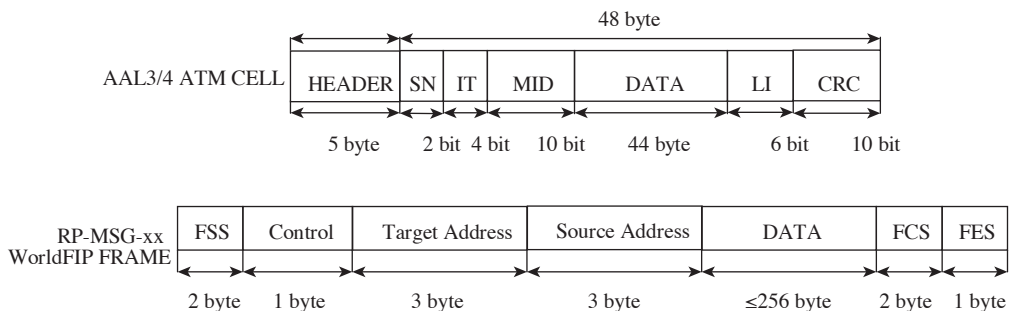 48 byte
AAL3/4 ATM CELL HEADER SN IT MID DATA LI CRC
5 byte 2 bit 4 bit 10 bit 44 byte 6 bit 10 bit
RP-MSG-xx
WorldFIP FRAME
FSS Control Target Address Source Address DATA FCS FES
2 byte 1 byte 3 byte 3 byte ≤256 byte 2 byte 1 byte